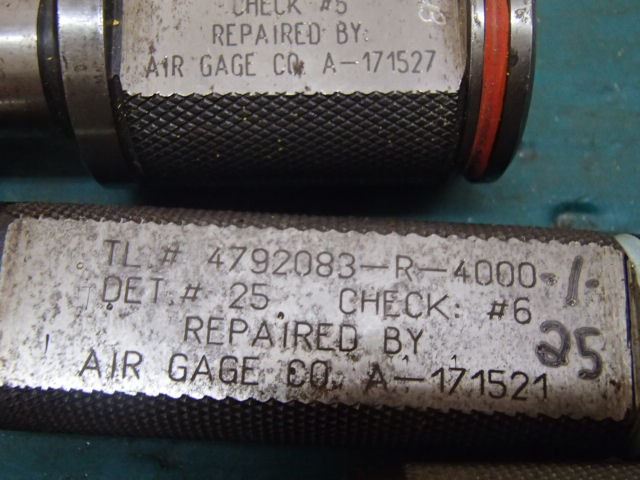 CHECK #5
REPAIRED BY:
AIR GAGE CO. A-171527
TL.# 4792083-R-4000-1-
DET.# 25 CHECK: #6
25
REPAIRED BY
AIR GAGE CO. A-171521